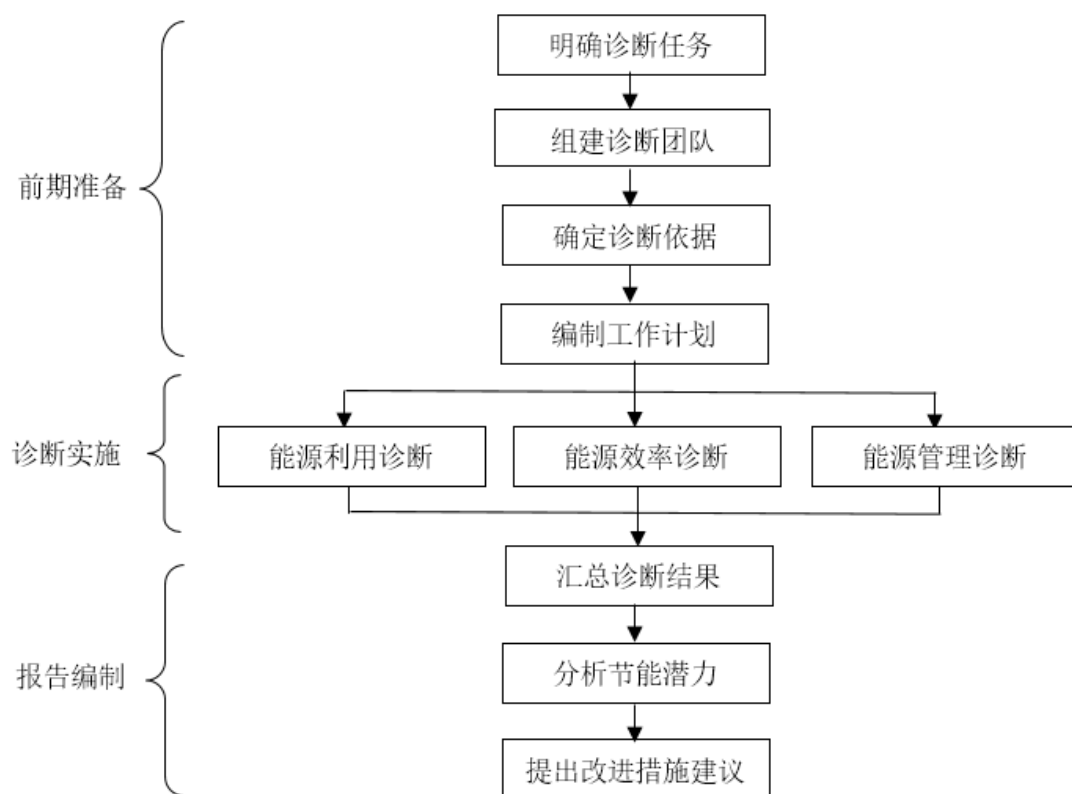 明确诊断任务
组建诊断团队
前期准备
确定诊断依据
编制工作计划
诊断实施
能源利用诊断
能源效率诊断
能源管理诊断
汇总诊断结果
报告编制
分析节能潜力
提出改进措施建议